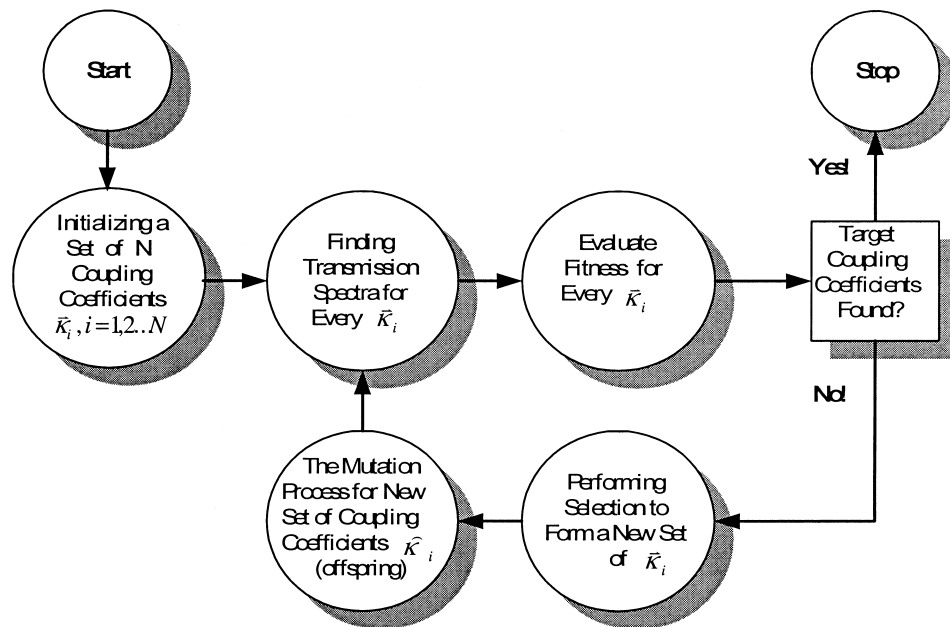 Start
Stop
Yes!
Initializing a
Set of N
Coupling
Coefficients
κ⃗ᵢ, i=1,2..N
Finding
Transmission
Spectra for
Every κ⃗ᵢ
Evaluate
Fitness for
Every κ⃗ᵢ
Target
Coupling
Coefficients
Found?
No!
The Mutation
Process for New
Set of Coupling
Coefficients κ̂ᵢ
(offspring)
Performing
Selection to
Form a New Set
of κ⃗ᵢ